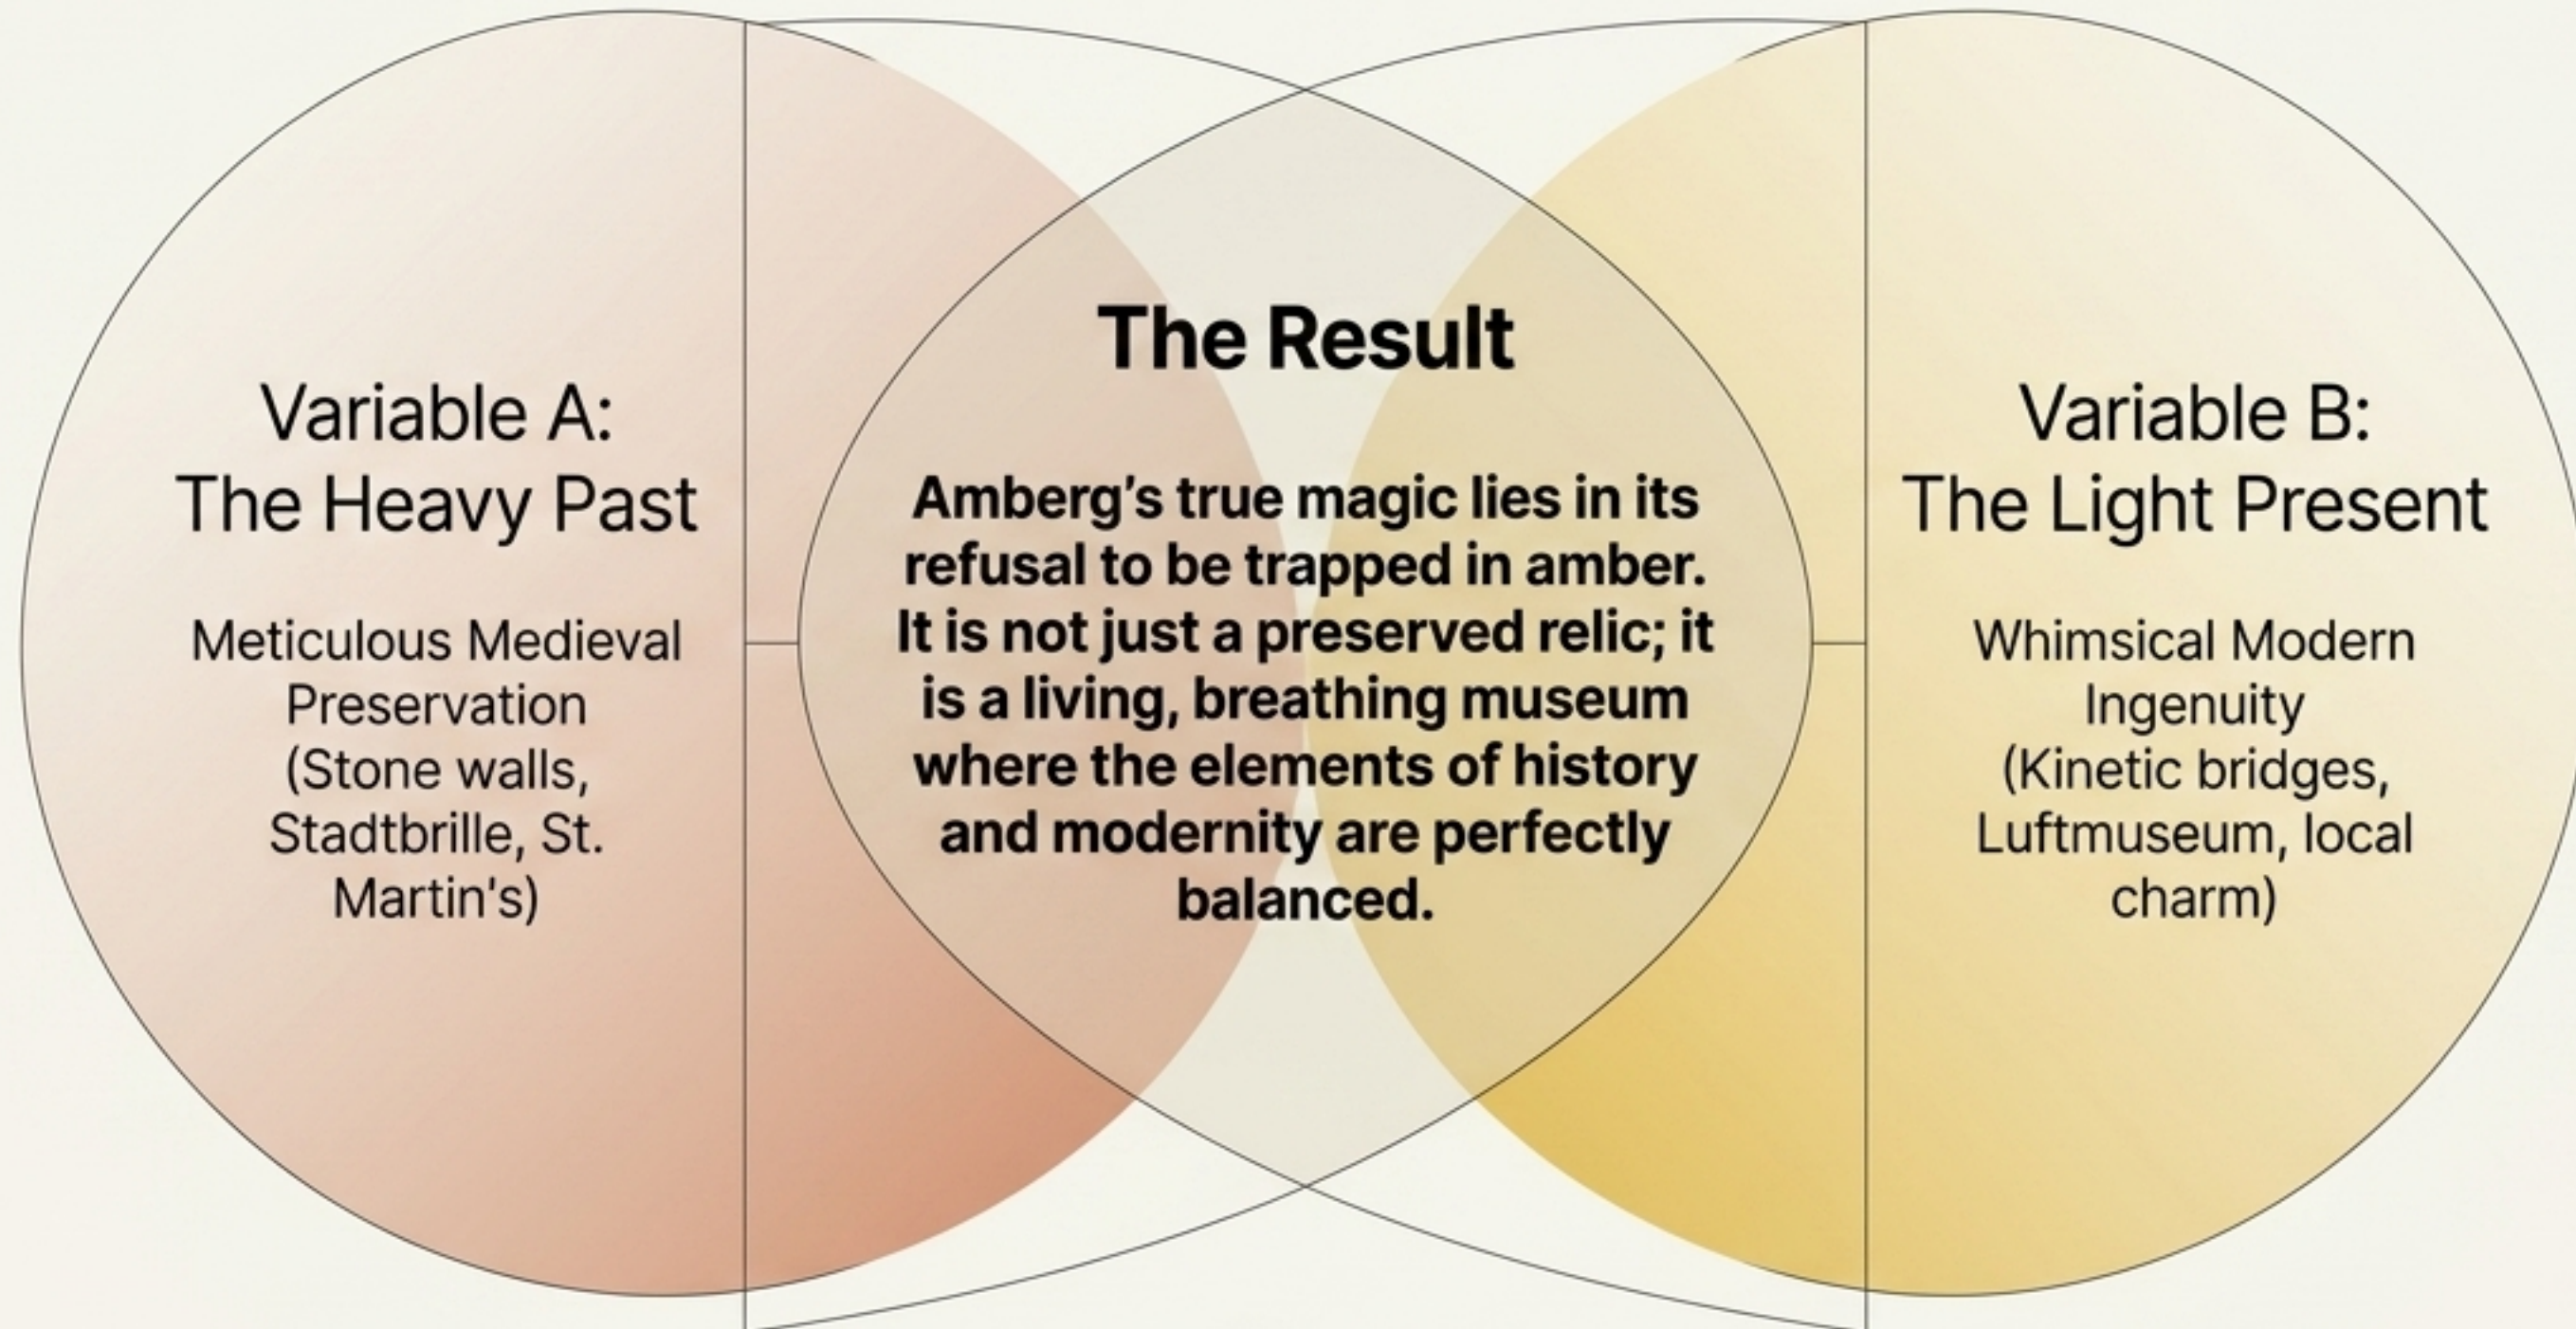 Variable A:
The Heavy Past
Meticulous Medieval
Preservation
(Stone walls,
Stadtbrille, St.
Martin's)
The Result
Amberg’s true magic lies in its
refusal to be trapped in amber.
It is not just a preserved relic; it
is a living, breathing museum
where the elements of history
and modernity are perfectly
balanced.
Variable B:
The Light Present
Whimsical Modern
Ingenuity
(Kinetic bridges,
Luftmuseum, local
charm)